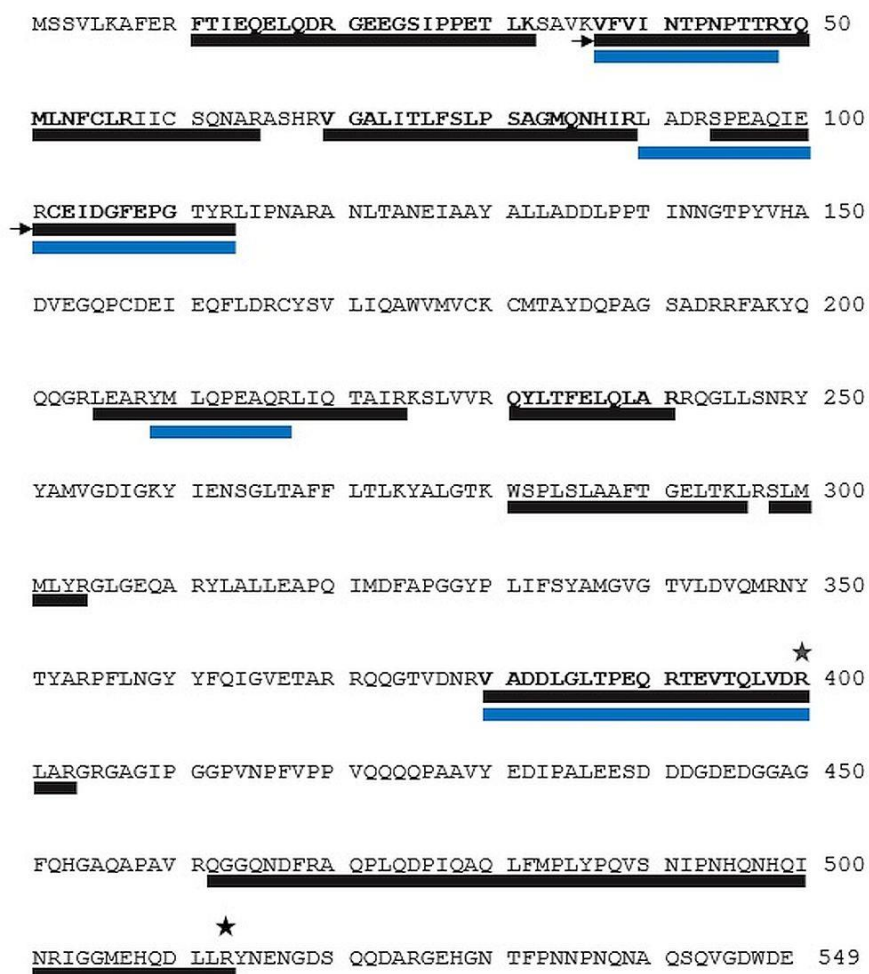 MSSVLKAFER FTIEQELQDR GEEGSIPPET LKSAVKVFVI NTPNPTTRYQ 50
MLNFCLRIIC SQNARASHRV GALITLFSLP SAGMQNHIRL ADRSPEAQIE 100
RCEIDGFEPG TYRLIPNARA NLTANEIAAY ALLADDLPPT INNGTPYVHA 150
DVEGQPCDEI EQFLDRCYSV LIQAWVMVCK CMTAYDQPAG SADRRFAKYQ 200
QQGRLEARYM LQPEAQRLIQ TAIRKSLVVR QYLTFELQLA RRQGLLSNRY 250
YAMVGDIGKY IENSGLTAFF LTLKYALGTK WSPLSLAAFT GELTKLRSLM 300
MLYRGLGEQA RYLALLEAPQ IMDFAPGGYP LIFSYAMGVG TVLDVQMRNY 350
TYARPFLNGY YFQIGVETAR RQQGTVDNRV ADDLGLTPEQ RTEVTQLVDR 400
LARGRGAGIP GGPVNPFVPP VQQQQPAAVY EDIPALEESD DDGDEDGGAG 450
FQHGAQAPAV RQGGQNDFRA QPLQDPIQAQ LFMPLYPQVS NIPNHQNHQI 500
NRIGGMEHQD LLRYNENGDS QQDARGEHGN TFPNNPNQNA QSQVGDWDE 549